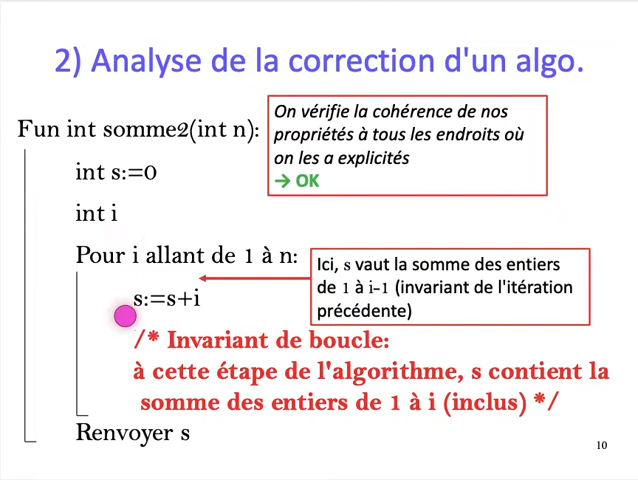 2) Analyse de la correction d'un algo.
On vérifie la cohérence de nos
propriétés à tous les endroits où
on les a explicités
→ OK
Fun int somme2(int n):
int s:=0
int i
Pour i allant de 1 à n:
Ici, s vaut la somme des entiers
de 1 à i-1 (invariant de l'itération
précédente)
s:=s+i
/* Invariant de boucle:
à cette étape de l'algorithme, s contient la
somme des entiers de 1 à i (inclus) */
Renvoyer s
10